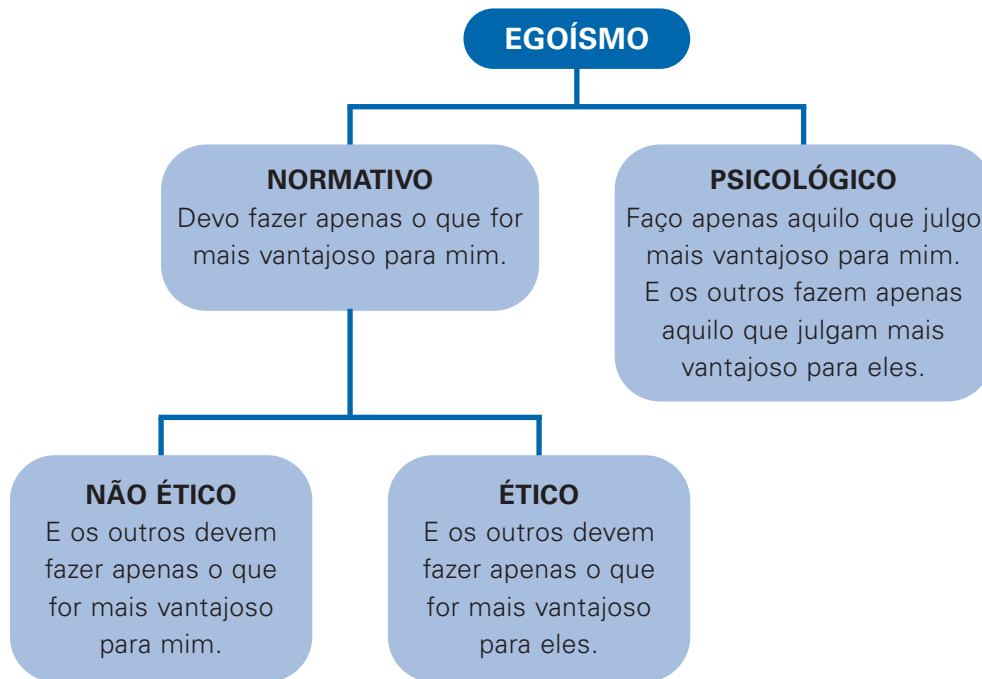 EGOÍSMO
NORMATIVO
Devo fazer apenas o que for
mais vantajoso para mim.
PSICOLÓGICO
Faço apenas aquilo que julgo
mais vantajoso para mim.
E os outros fazem apenas
aquilo que julgam mais
vantajoso para eles.
NÃO ÉTICO
E os outros devem
fazer apenas o que
for mais vantajoso
para mim.
ÉTICO
E os outros devem
fazer apenas o que
for mais vantajoso
para eles.